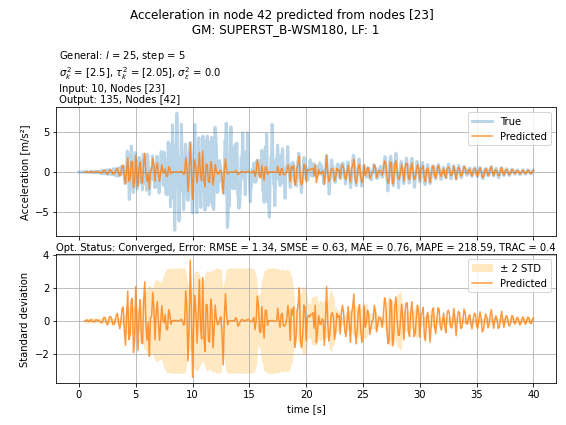 Acceleration in node 42 predicted from nodes [23]
GM: SUPERST_B-WSM180, LF: 1
General: l = 25, step = 5
σ²ₖ = [2.5], τ²ₖ = [2.05], σ²ε = 0.0
Input: 10, Nodes [23]
Output: 135, Nodes [42]
True
Predicted
Acceleration [m/s²]
5
0
−5
Opt. Status: Converged, Error: RMSE = 1.34, SMSE = 0.63, MAE = 0.76, MAPE = 218.59, TRAC = 0.4
± 2 STD
Predicted
Standard deviation
4
2
0
−2
0 5 10 15 20 25 30 35 40
time [s]